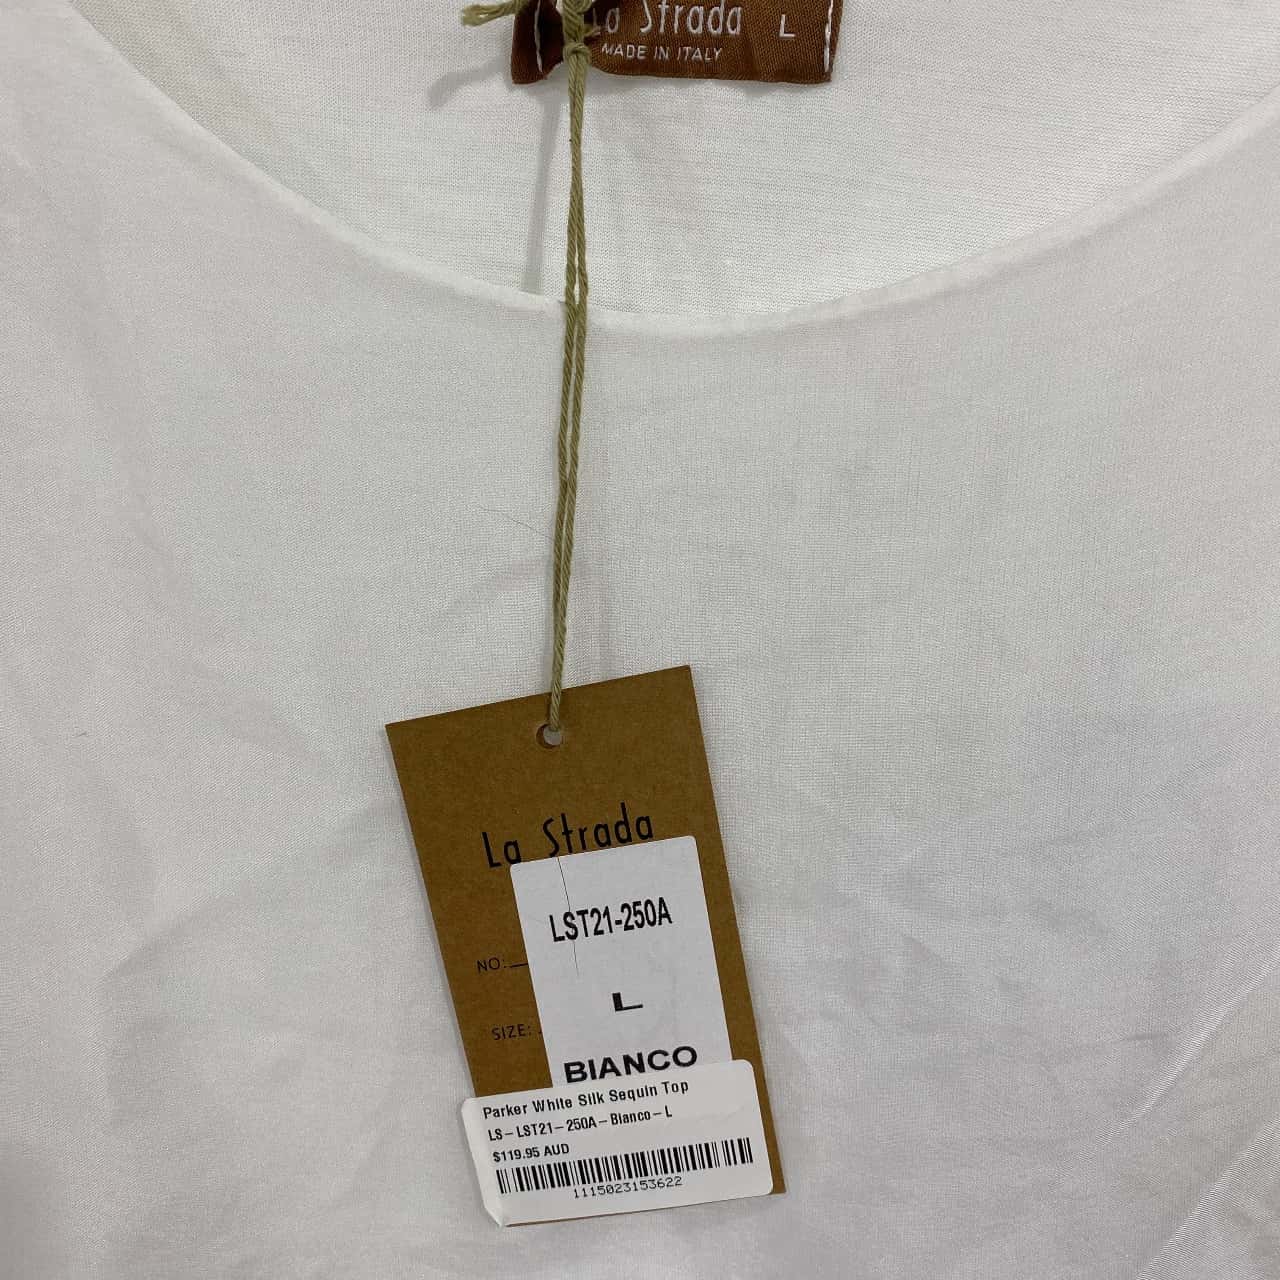 La Strada L
MADE IN ITALY
La Strada
LST21-250A
NO:
L
SIZE:
BIANCO
Parker White Silk Sequin Top
LS-LST21-250A-Bianco-L
$119.95 AUD
1115023153622